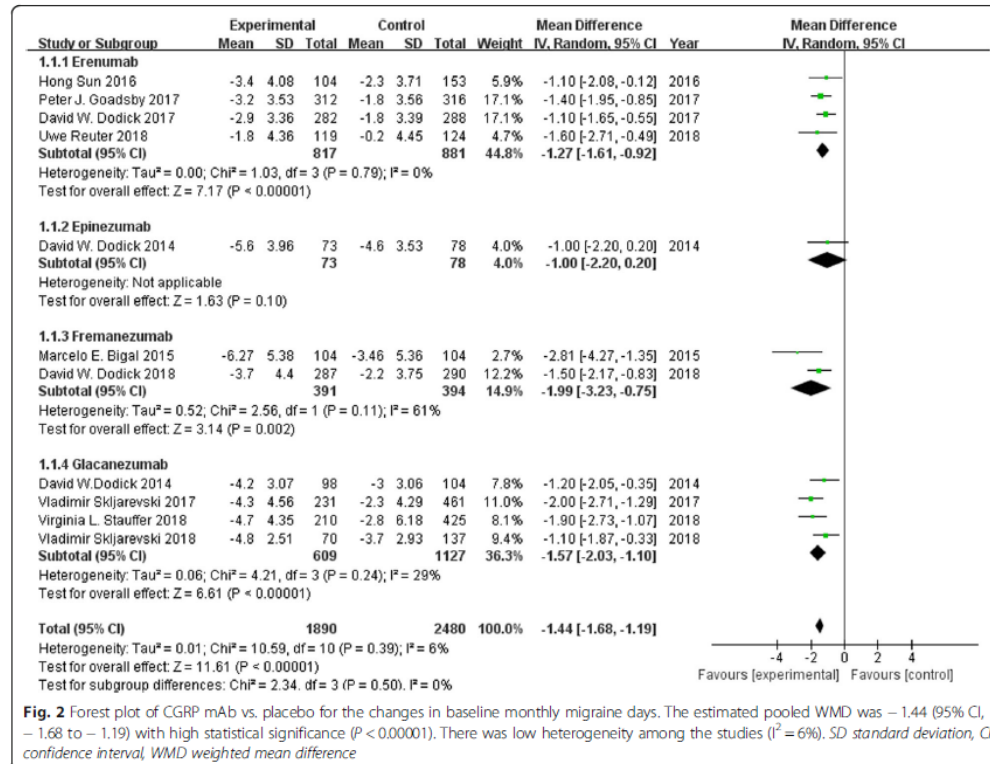 Experimental Control Mean Difference Mean Difference
Study or Subgroup Mean SD Total Mean SD Total Weight IV, Random, 95% CI Year IV, Random, 95% CI
1.1.1 Erenumab
Hong Sun 2016 -3.4 4.08 104 -2.3 3.71 153 5.9% -1.10 [-2.08, -0.12] 2016
Peter J. Goadsby 2017 -3.2 3.53 312 -1.8 3.56 316 17.1% -1.40 [-1.95, -0.85] 2017
David W. Dodick 2017 -2.9 3.36 282 -1.8 3.39 288 17.1% -1.10 [-1.65, -0.55] 2017
Uwe Reuter 2018 -1.8 4.36 119 -0.2 4.45 124 4.7% -1.60 [-2.71, -0.49] 2018
Subtotal (95% CI) 817 881 44.8% -1.27 [-1.61, -0.92]
Heterogeneity: Tau² = 0.00; Chi² = 1.03, df = 3 (P = 0.79); I² = 0%
Test for overall effect: Z = 7.17 (P < 0.00001)
1.1.2 Epinezumab
David W. Dodick 2014 -5.6 3.96 73 -4.6 3.53 78 4.0% -1.00 [-2.20, 0.20] 2014
Subtotal (95% CI) 73 78 4.0% -1.00 [-2.20, 0.20]
Heterogeneity: Not applicable
Test for overall effect: Z = 1.63 (P = 0.10)
1.1.3 Fremanezumab
Marcelo E. Bigal 2015 -6.27 5.38 104 -3.46 5.36 104 2.7% -2.81 [-4.27, -1.35] 2015
David W. Dodick 2018 -3.7 4.4 287 -2.2 3.75 290 12.2% -1.50 [-2.17, -0.83] 2018
Subtotal (95% CI) 391 394 14.9% -1.99 [-3.23, -0.75]
Heterogeneity: Tau² = 0.52; Chi² = 2.56, df = 1 (P = 0.11); I² = 61%
Test for overall effect: Z = 3.14 (P = 0.002)
1.1.4 Glacanezumab
David W.Dodick 2014 -4.2 3.07 98 -3 3.06 104 7.8% -1.20 [-2.05, -0.35] 2014
Vladimir Skljarevski 2017 -4.3 4.56 231 -2.3 4.29 461 11.0% -2.00 [-2.71, -1.29] 2017
Virginia L. Stauffer 2018 -4.7 4.35 210 -2.8 6.18 425 8.1% -1.90 [-2.73, -1.07] 2018
Vladimir Skljarevski 2018 -4.8 2.51 70 -3.7 2.93 137 9.4% -1.10 [-1.87, -0.33] 2018
Subtotal (95% CI) 609 1127 36.3% -1.57 [-2.03, -1.10]
Heterogeneity: Tau² = 0.06; Chi² = 4.21, df = 3 (P = 0.24); I² = 29%
Test for overall effect: Z = 6.61 (P < 0.00001)
Total (95% CI) 1890 2480 100.0% -1.44 [-1.68, -1.19]
Heterogeneity: Tau² = 0.01; Chi² = 10.59, df = 10 (P = 0.39); I² = 6%
Test for overall effect: Z = 11.61 (P < 0.00001)
Test for subgroup differences: Chi² = 2.34. df = 3 (P = 0.50). I² = 0%
-4 -2 0 2 4
Favours [experimental] Favours [control]
Fig. 2 Forest plot of CGRP mAb vs. placebo for the changes in baseline monthly migraine days. The estimated pooled WMD was − 1.44 (95% CI,
− 1.68 to − 1.19) with high statistical significance (P < 0.00001). There was low heterogeneity among the studies (I² = 6%). SD standard deviation,
confidence interval, WMD weighted mean difference